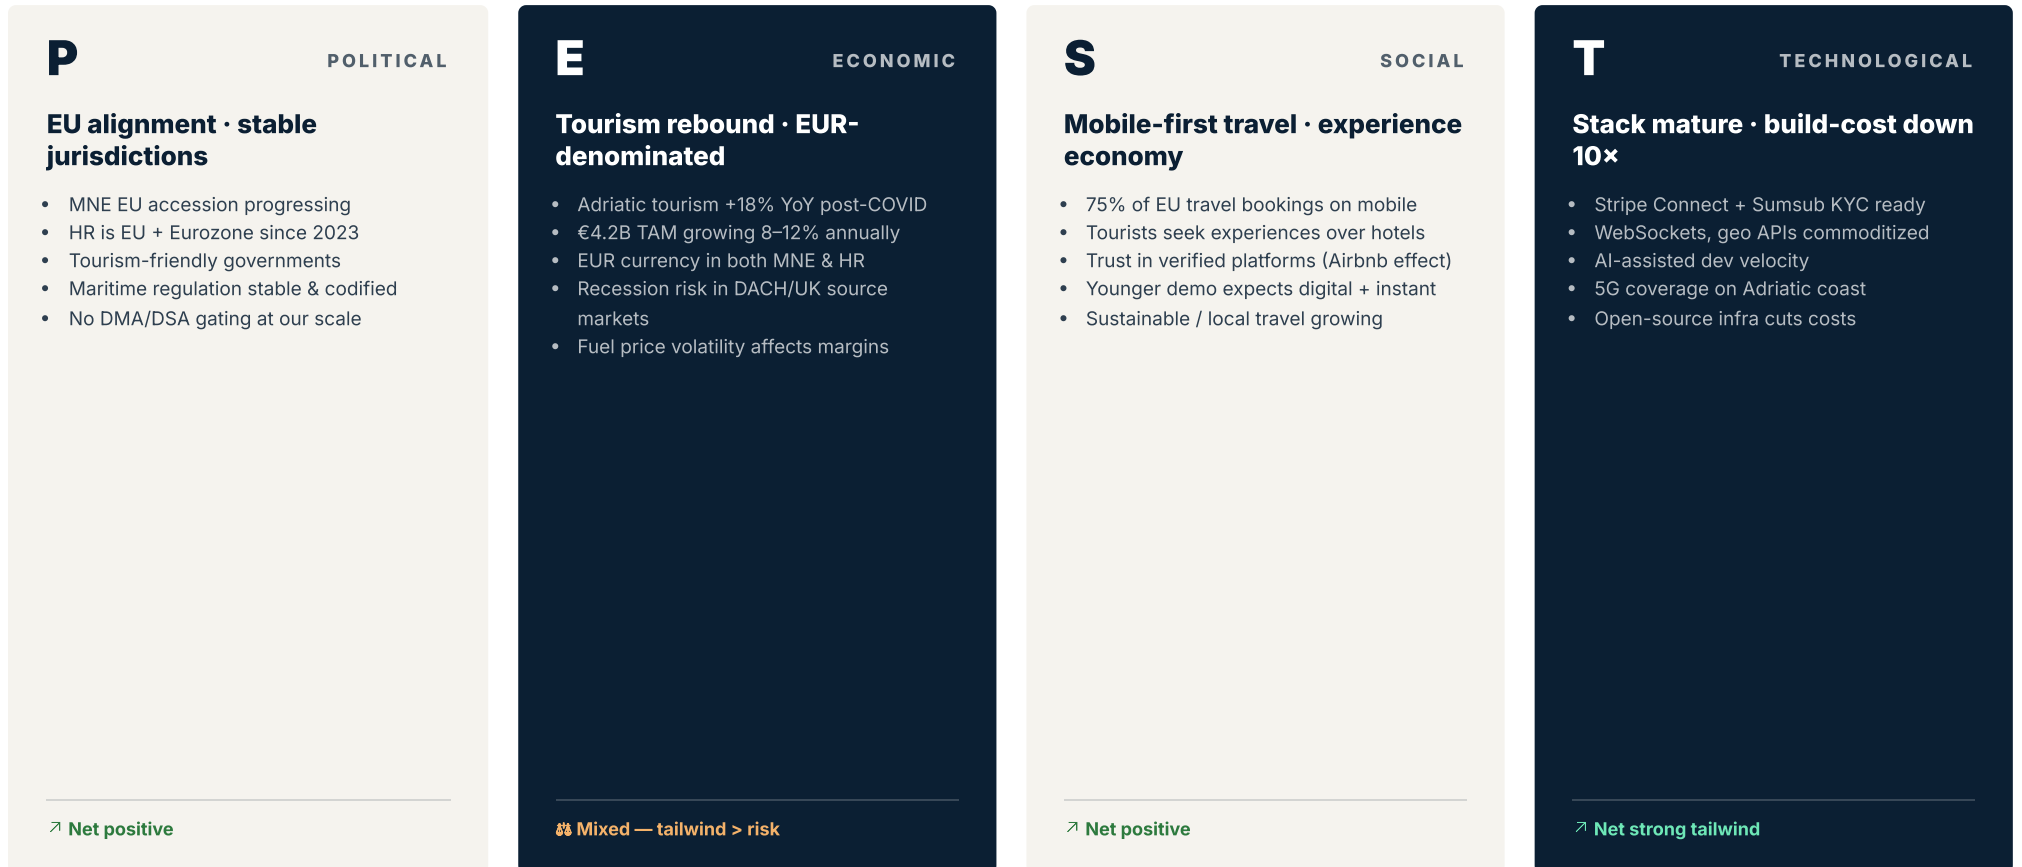 P
POLITICAL
EU alignment · stable
jurisdictions
• MNE EU accession progressing
• HR is EU + Eurozone since 2023
• Tourism-friendly governments
• Maritime regulation stable & codified
• No DMA/DSA gating at our scale
↗ Net positive
E
ECONOMIC
Tourism rebound · EUR-
denominated
• Adriatic tourism +18% YoY post-COVID
• €4.2B TAM growing 8–12% annually
• EUR currency in both MNE & HR
• Recession risk in DACH/UK source
markets
• Fuel price volatility affects margins
⚖ Mixed — tailwind > risk
S
SOCIAL
Mobile-first travel · experience
economy
• 75% of EU travel bookings on mobile
• Tourists seek experiences over hotels
• Trust in verified platforms (Airbnb effect)
• Younger demo expects digital + instant
• Sustainable / local travel growing
↗ Net positive
T
TECHNOLOGICAL
Stack mature · build-cost down
10×
• Stripe Connect + Sumsub KYC ready
• WebSockets, geo APIs commoditized
• AI-assisted dev velocity
• 5G coverage on Adriatic coast
• Open-source infra cuts costs
↗ Net strong tailwind